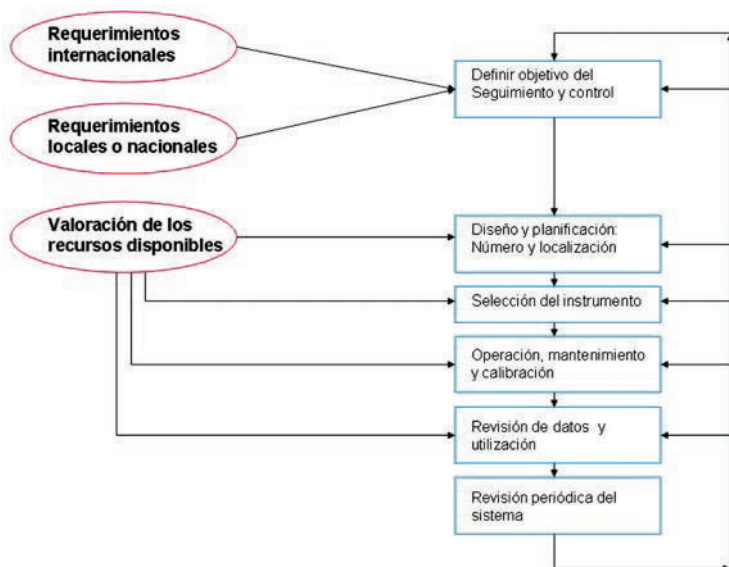 Requerimientos
internacionales
Definir objetivo del
Seguimiento y control
Requerimientos
locales o nacionales
Valoración de los
recursos disponibles
Diseño y planificación:
Número y localización
Selección del instrumento
Operación, mantenimiento
y calibración
Revisión de datos y
utilización
Revisión periódica del
sistema